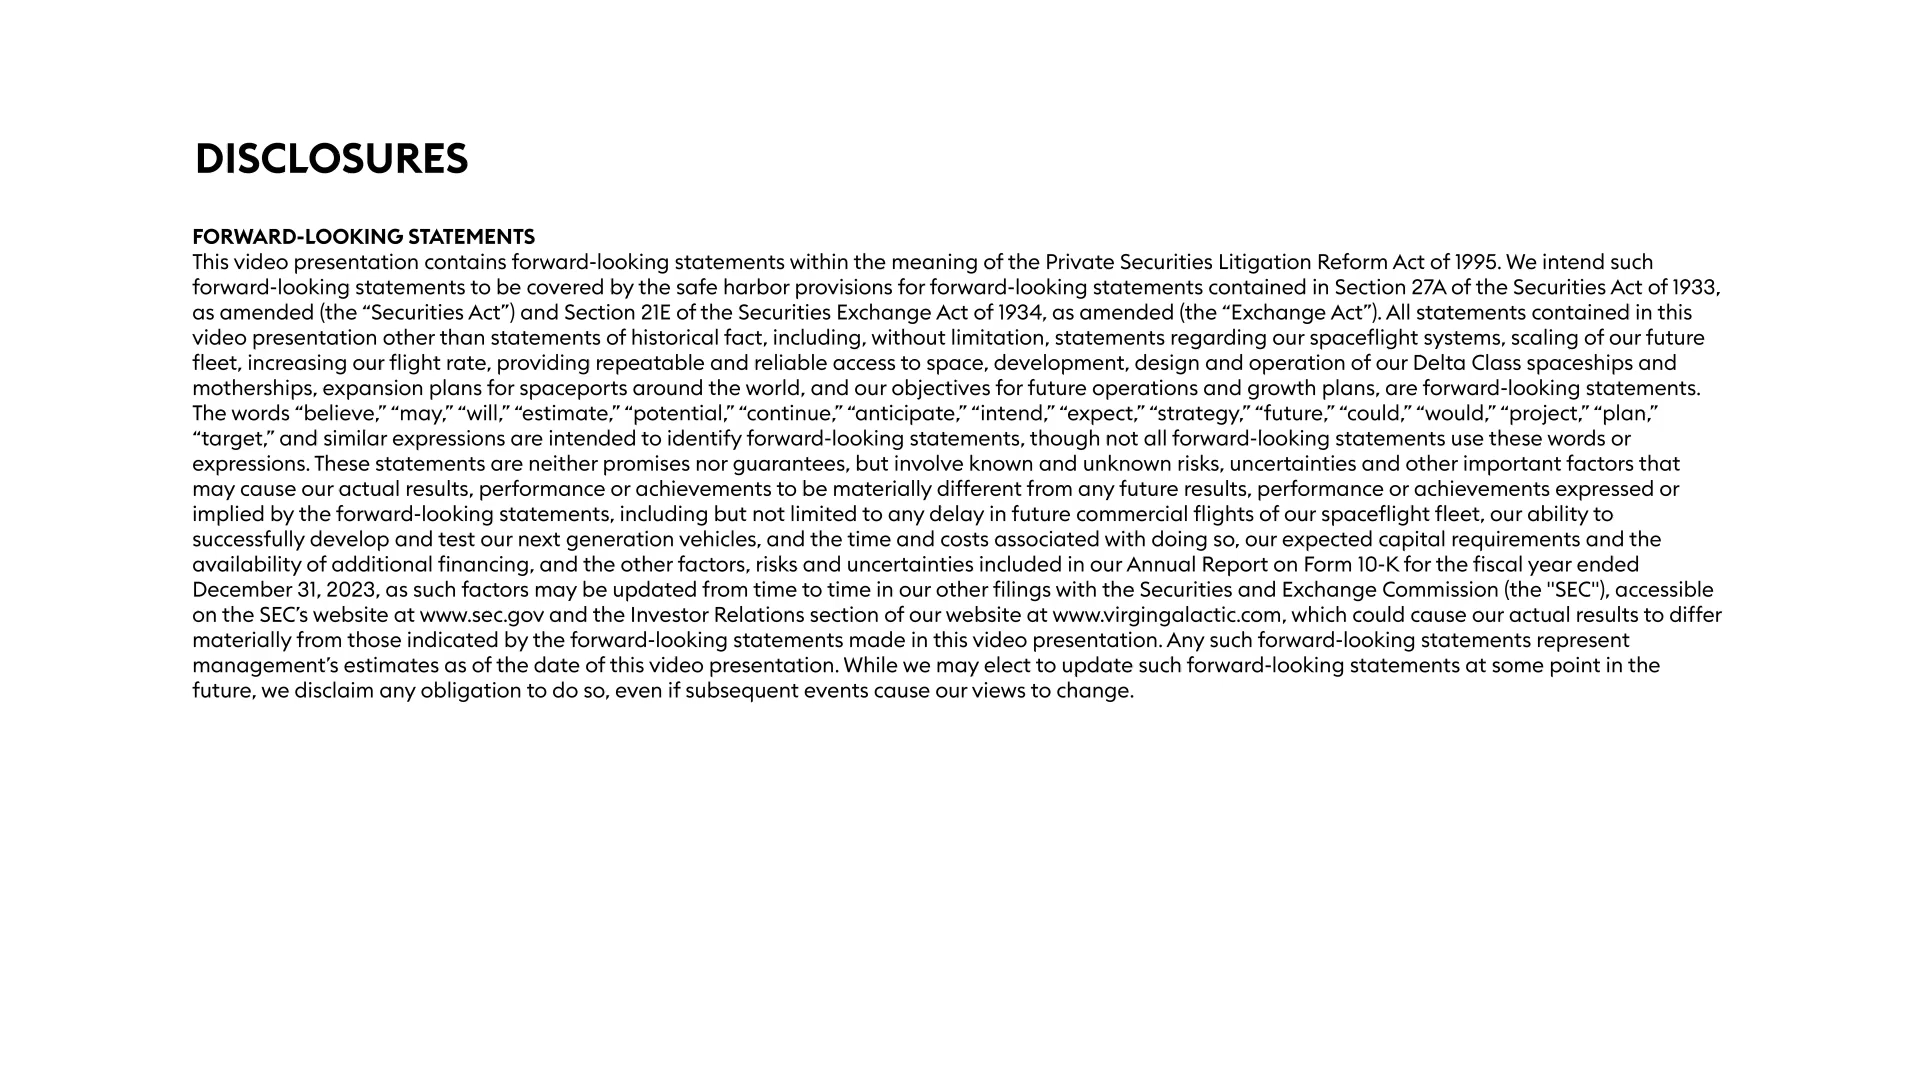 DISCLOSURES
FORWARD-LOOKING STATEMENTS
This video presentation contains forward-looking statements within the meaning of the Private Securities Litigation Reform Act of 1995. We intend such
forward-looking statements to be covered by the safe harbor provisions for forward-looking statements contained in Section 27A of the Securities Act of 1933,
as amended (the “Securities Act”) and Section 21E of the Securities Exchange Act of 1934, as amended (the “Exchange Act”). All statements contained in this
video presentation other than statements of historical fact, including, without limitation, statements regarding our spaceflight systems, scaling of our future
fleet, increasing our flight rate, providing repeatable and reliable access to space, development, design and operation of our Delta Class spaceships and
motherships, expansion plans for spaceports around the world, and our objectives for future operations and growth plans, are forward-looking statements.
The words “believe,” “may,” “will,” “estimate,” “potential,” “continue,” “anticipate,” “intend,” “expect,” “strategy,” “future,” “could,” “would,” “project,” “plan,”
“target,” and similar expressions are intended to identify forward-looking statements, though not all forward-looking statements use these words or
expressions. These statements are neither promises nor guarantees, but involve known and unknown risks, uncertainties and other important factors that
may cause our actual results, performance or achievements to be materially different from any future results, performance or achievements expressed or
implied by the forward-looking statements, including but not limited to any delay in future commercial flights of our spaceflight fleet, our ability to
successfully develop and test our next generation vehicles, and the time and costs associated with doing so, our expected capital requirements and the
availability of additional financing, and the other factors, risks and uncertainties included in our Annual Report on Form 10-K for the fiscal year ended
December 31, 2023, as such factors may be updated from time to time in our other filings with the Securities and Exchange Commission (the "SEC"), accessible
on the SEC’s website at www.sec.gov and the Investor Relations section of our website at www.virgingalactic.com, which could cause our actual results to differ
materially from those indicated by the forward-looking statements made in this video presentation. Any such forward-looking statements represent
management’s estimates as of the date of this video presentation. While we may elect to update such forward-looking statements at some point in the
future, we disclaim any obligation to do so, even if subsequent events cause our views to change.